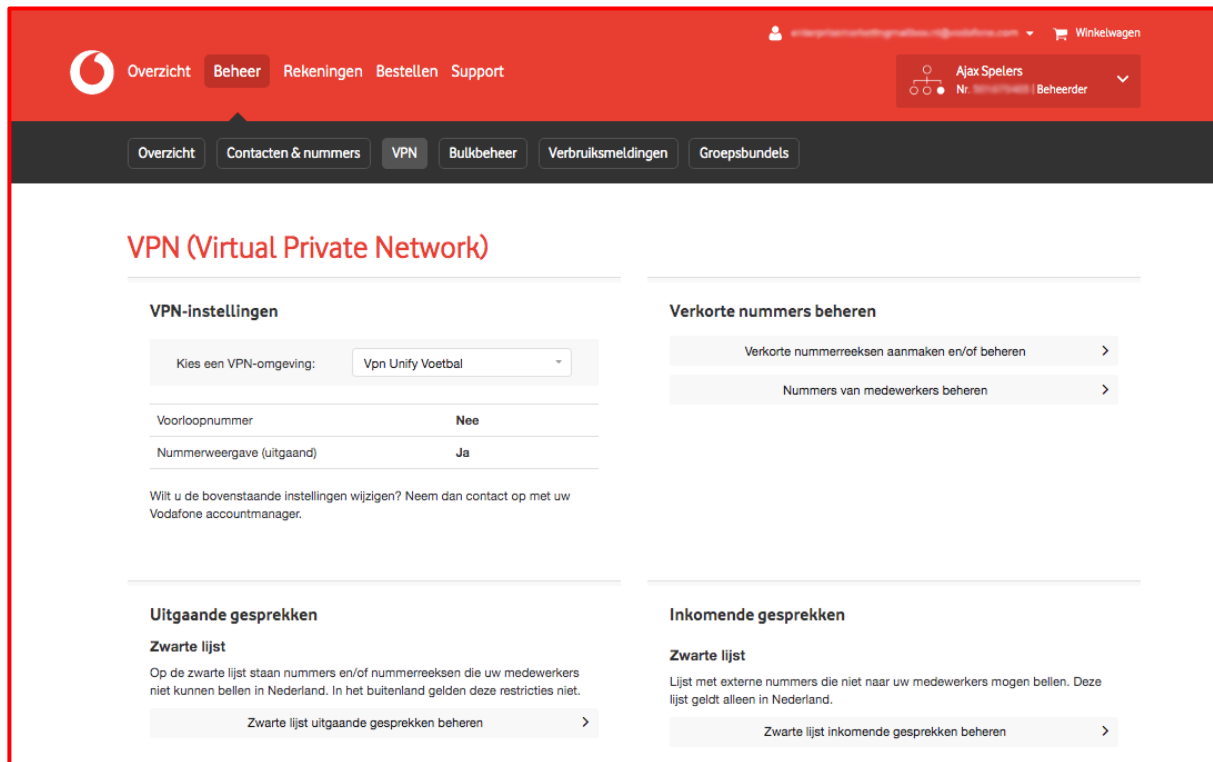 Winkelwagen
Overzicht Beheer Rekeningen Bestellen Support
Ajax Spelers
Nr. | Beheerder
Overzicht Contacten & nummers VPN Bulkbeheer Verbruiksmeldingen Groepsbundels
VPN (Virtual Private Network)
VPN-instellingen
Kies een VPN-omgeving: Vpn Unify Voetbal
Voorloopnummer Nee
Nummerweergave (uitgaand) Ja
Wilt u de bovenstaande instellingen wijzigen? Neem dan contact op met uw
Vodafone accountmanager.
Verkorte nummers beheren
Verkorte nummerreeksen aanmaken en/of beheren
Nummers van medewerkers beheren
Uitgaande gesprekken
Zwarte lijst
Op de zwarte lijst staan nummers en/of nummerreeksen die uw medewerkers
niet kunnen bellen in Nederland. In het buitenland gelden deze restricties niet.
Zwarte lijst uitgaande gesprekken beheren
Inkomende gesprekken
Zwarte lijst
Lijst met externe nummers die niet naar uw medewerkers mogen bellen. Deze
lijst geldt alleen in Nederland.
Zwarte lijst inkomende gesprekken beheren